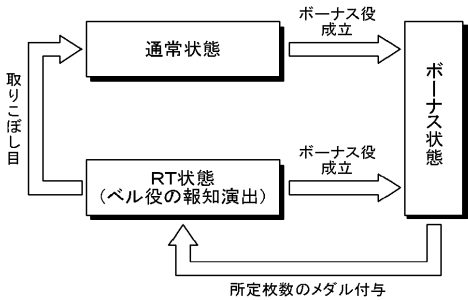 ボーナス役
成立
通常状態
ボーナス状態
取りこぼし目
ボーナス役
成立
RT状態
(ベル役の報知演出)
所定枚数のメダル付与